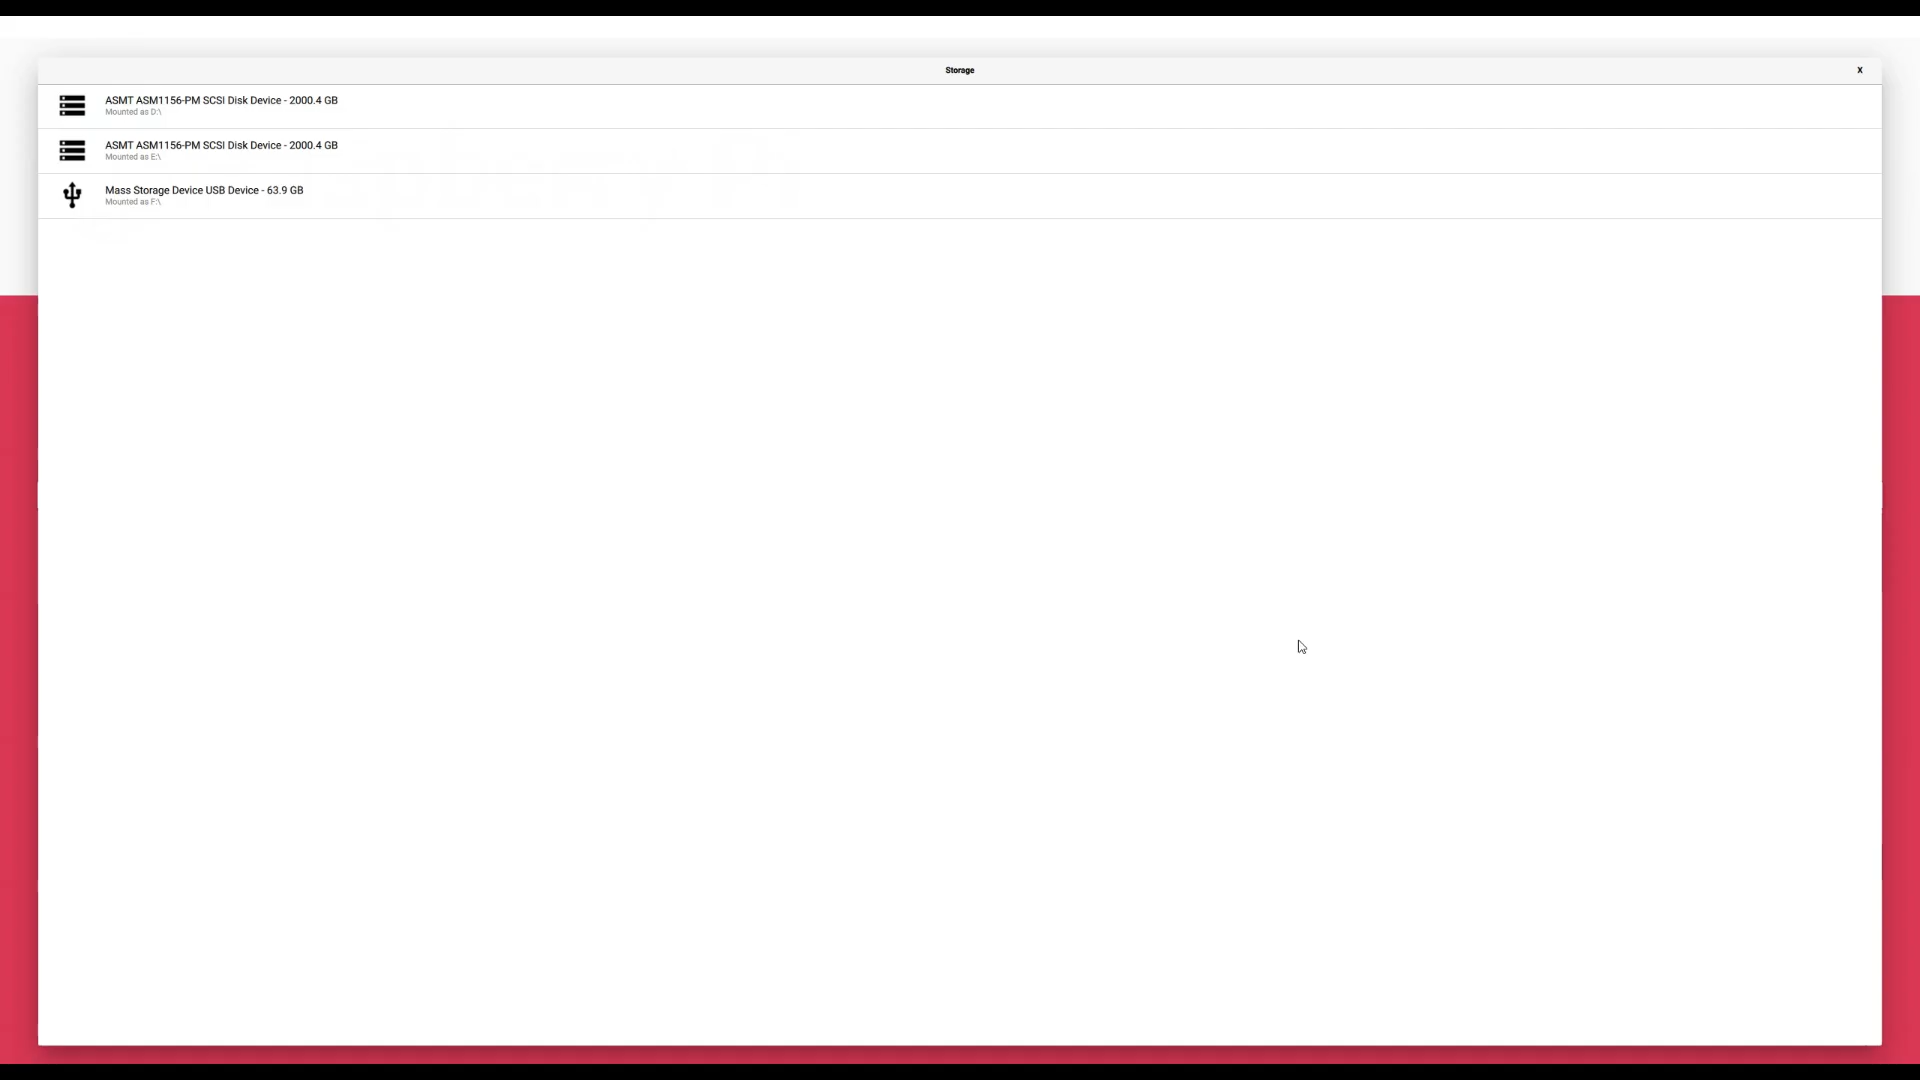 Storage
X
ASMT ASM1156-PM SCSI Disk Device - 2000.4 GB
Mounted as D:\
ASMT ASM1156-PM SCSI Disk Device - 2000.4 GB
Mounted as E:\
Mass Storage Device USB Device - 63.9 GB
Mounted as F:\